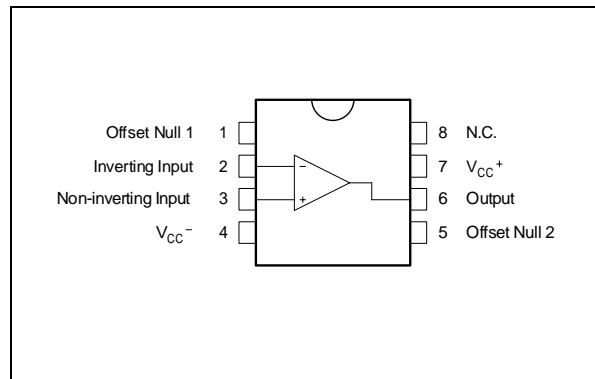 Offset Null 1 1 8 N.C.
Inverting Input 2 − 7 VCC+
Non-inverting Input 3 + 6 Output
VCC− 4 5 Offset Null 2